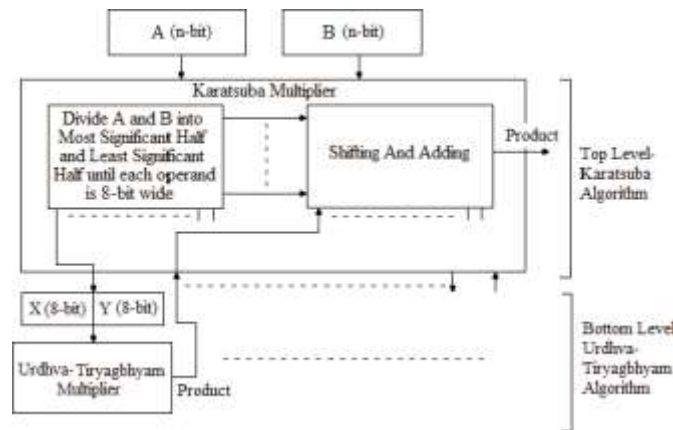 A (n-bit)
B (n-bit)
Karatsuba Multiplier
Divide A and B into
Most Significant Half
and Least Significant
Half until each operand
is 8-bit wide
Shifting And Adding
Product
Top Level-
Karatsuba
Algorithm
X (8-bit)
Y (8-bit)
Urdhva-Tiryagbhyam
Multiplier
Product
Bottom Level
Urdhva-
Tiryagbhyam
Algorithm